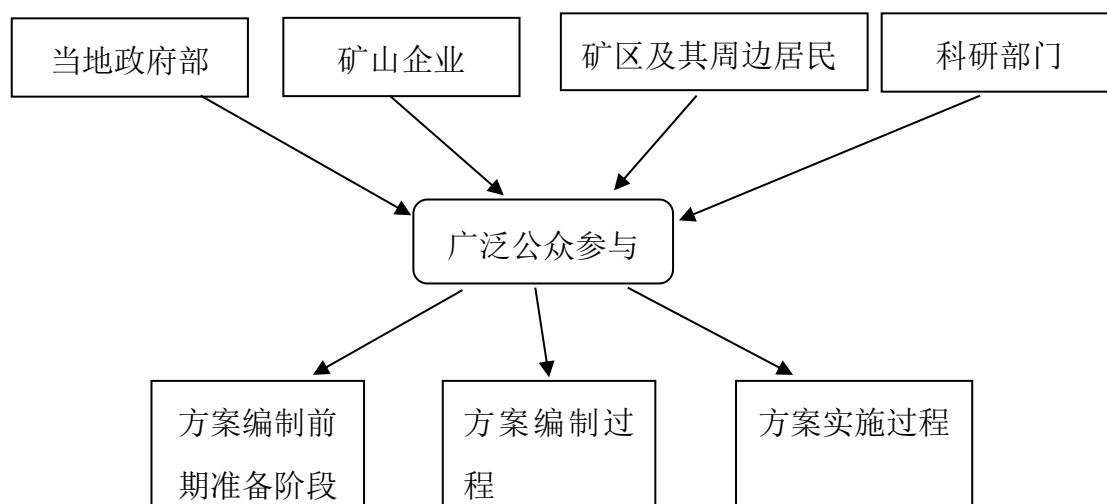 当地政府部
矿山企业
矿区及其周边居民
科研部门
广泛公众参与
方案编制前
期准备阶段
方案编制过
程
方案实施过程